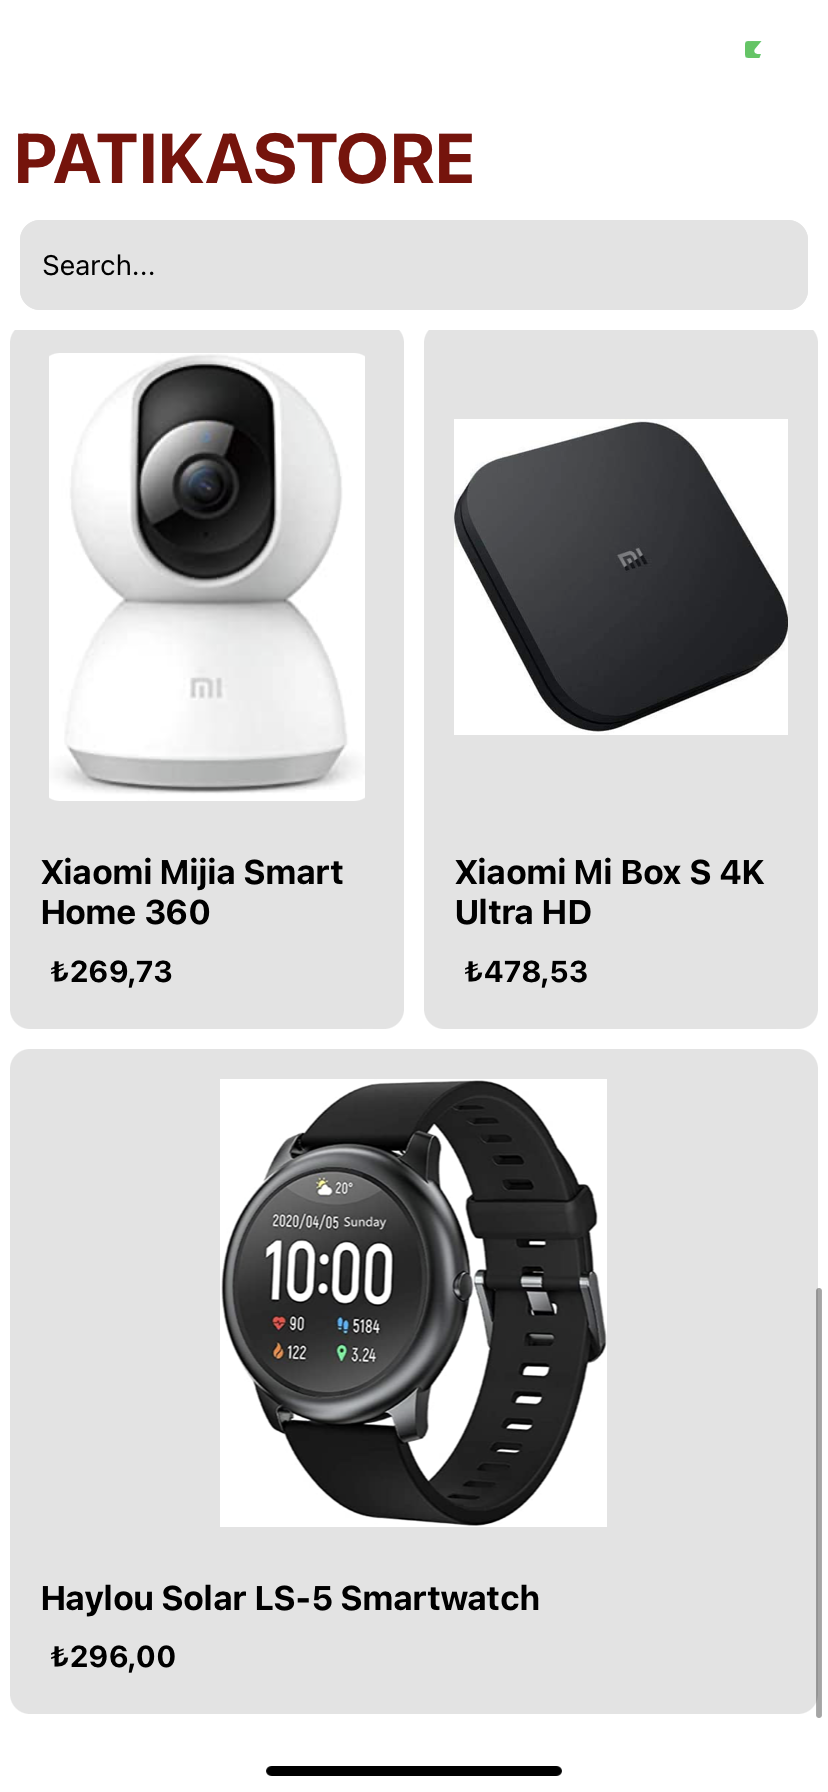 PATIKASTORE
Search...
mi
mi
Xiaomi Mijia Smart
Home 360
₺269,73
Xiaomi Mi Box S 4K
Ultra HD
₺478,53
20°
2020/04/05 Sunday
10:00
90 5184
122 3.24
Haylou Solar LS-5 Smartwatch
₺296,00